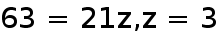 63 = 21z,z = 3